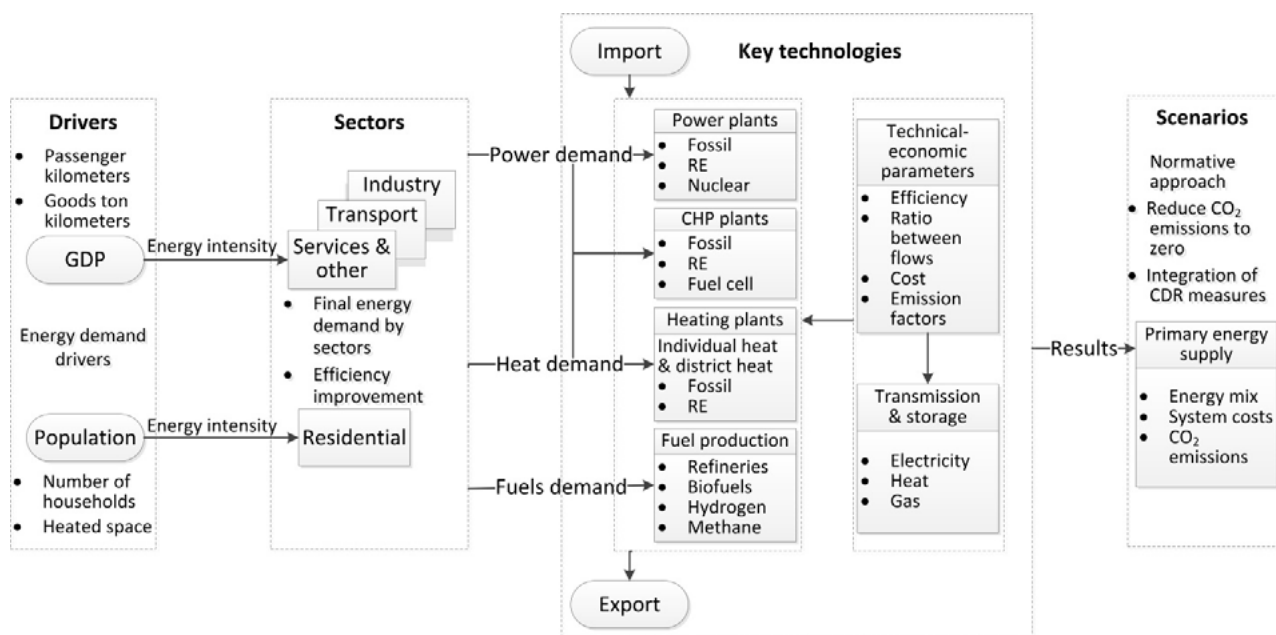 Drivers
Passenger
kilometers
Goods ton
kilometers
GDP
Energy demand
drivers
Population
Number of
households
Heated space
Energy intensity
Energy intensity
Sectors
Industry
Transport
Services &
other
Final energy
demand by
sectors
Efficiency
improvement
Residential
Power demand
Heat demand
Fuels demand
Key technologies
Import
Power plants
Fossil
RE
Nuclear
CHP plants
Fossil
RE
Fuel cell
Heating plants
Individual heat
& district heat
Fossil
RE
Fuel production
Refineries
Biofuels
Hydrogen
Methane
Export
Technical-
economic
parameters
Efficiency
Ratio
between
flows
Cost
Emission
factors
Transmission
& storage
Electricity
Heat
Gas
Results
Scenarios
Normative
approach
Reduce CO₂
emissions to
zero
Integration of
CDR measures
Primary energy
supply
Energy mix
System costs
CO₂
emissions